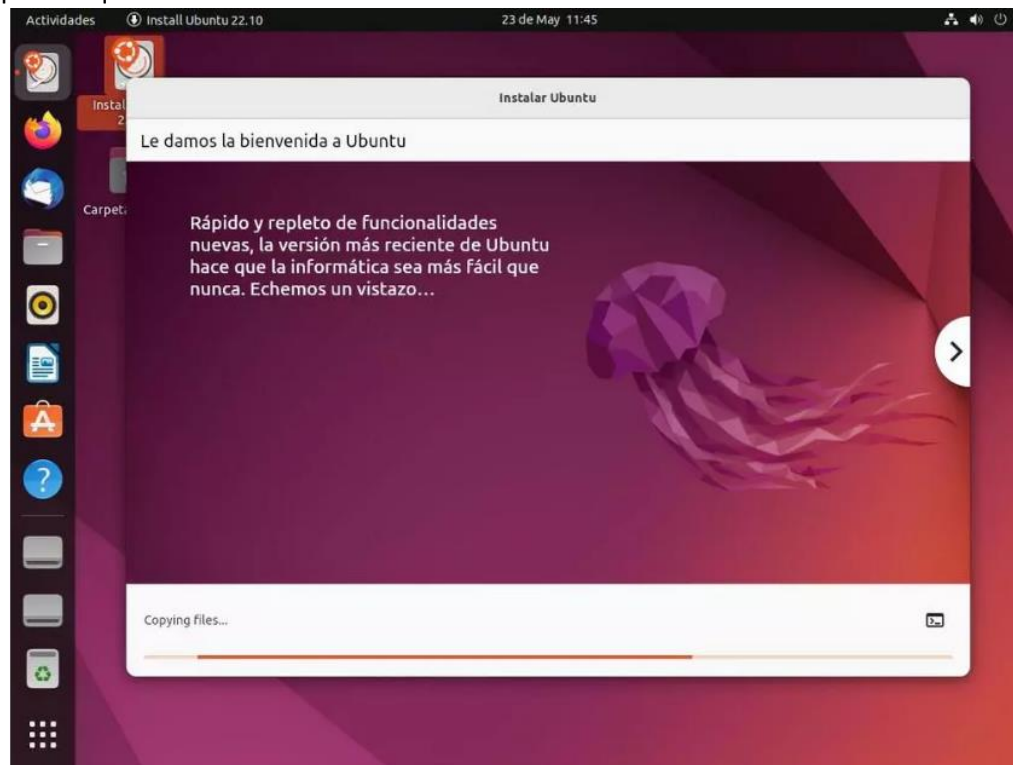 Actividades Install Ubuntu 22.10 23 de May 11:45
Instalar Ubuntu
Le damos la bienvenida a Ubuntu
Rápido y repleto de funcionalidades
nuevas, la versión más reciente de Ubuntu
hace que la informática sea más fácil que
nunca. Echemos un vistazo...
Copying files...